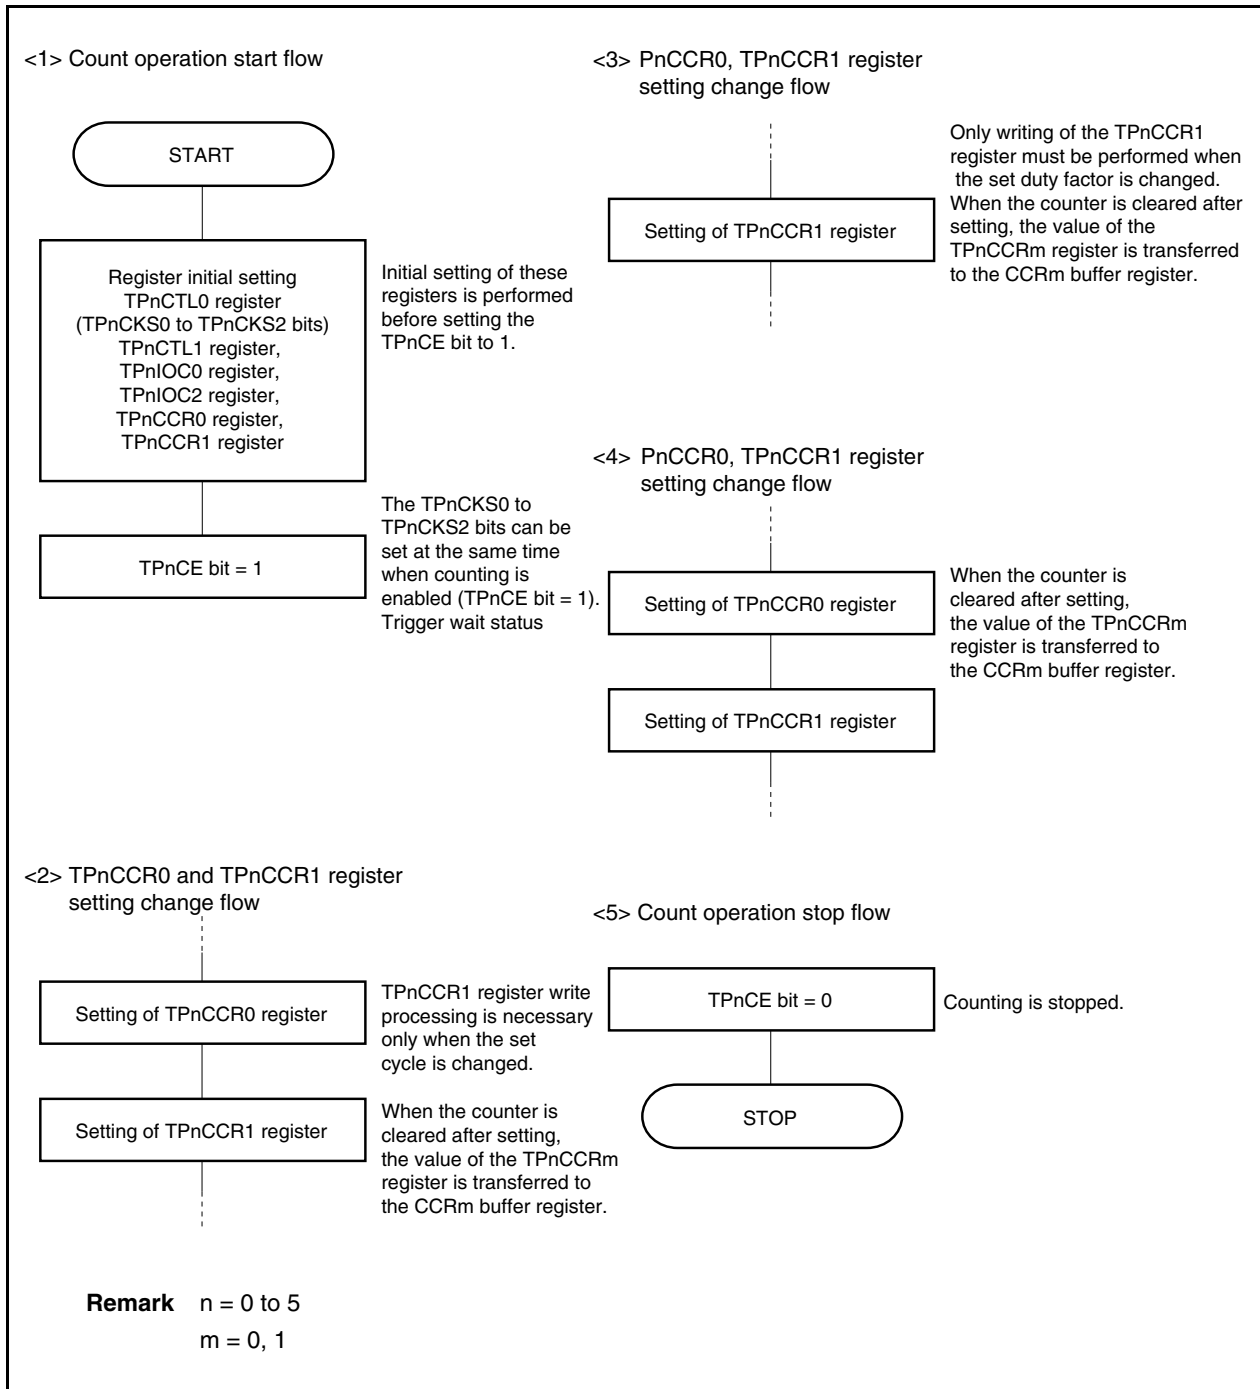 <1> Count operation start flow
START
Register initial setting
TPnCTL0 register
(TPnCKS0 to TPnCKS2 bits)
TPnCTL1 register,
TPnIOC0 register,
TPnIOC2 register,
TPnCCR0 register,
TPnCCR1 register
Initial setting of these
registers is performed
before setting the
TPnCE bit to 1.
TPnCE bit = 1
The TPnCKS0 to
TPnCKS2 bits can be
set at the same time
when counting is
enabled (TPnCE bit = 1).
Trigger wait status
<2> TPnCCR0 and TPnCCR1 register
setting change flow
Setting of TPnCCR0 register
TPnCCR1 register write
processing is necessary
only when the set
cycle is changed.
Setting of TPnCCR1 register
When the counter is
cleared after setting,
the value of the TPnCCRm
register is transferred to
the CCRm buffer register.
<3> PnCCR0, TPnCCR1 register
setting change flow
Setting of TPnCCR1 register
Only writing of the TPnCCR1
register must be performed when
the set duty factor is changed.
When the counter is cleared after
setting, the value of the
TPnCCRm register is transferred
to the CCRm buffer register.
<4> PnCCR0, TPnCCR1 register
setting change flow
Setting of TPnCCR0 register
When the counter is
cleared after setting,
the value of the TPnCCRm
register is transferred to
the CCRm buffer register.
Setting of TPnCCR1 register
<5> Count operation stop flow
TPnCE bit = 0
Counting is stopped.
STOP
Remark n = 0 to 5
m = 0, 1